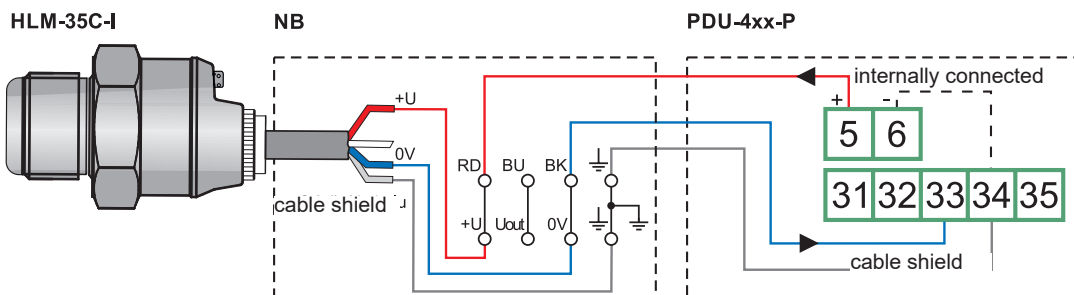 HLM-35C-I NB PDU-4xx-P
internally connected
+U + -
5 6
0V RD BU BK
31 32 33 34 35
cable shield
+U Uout 0V
cable shield